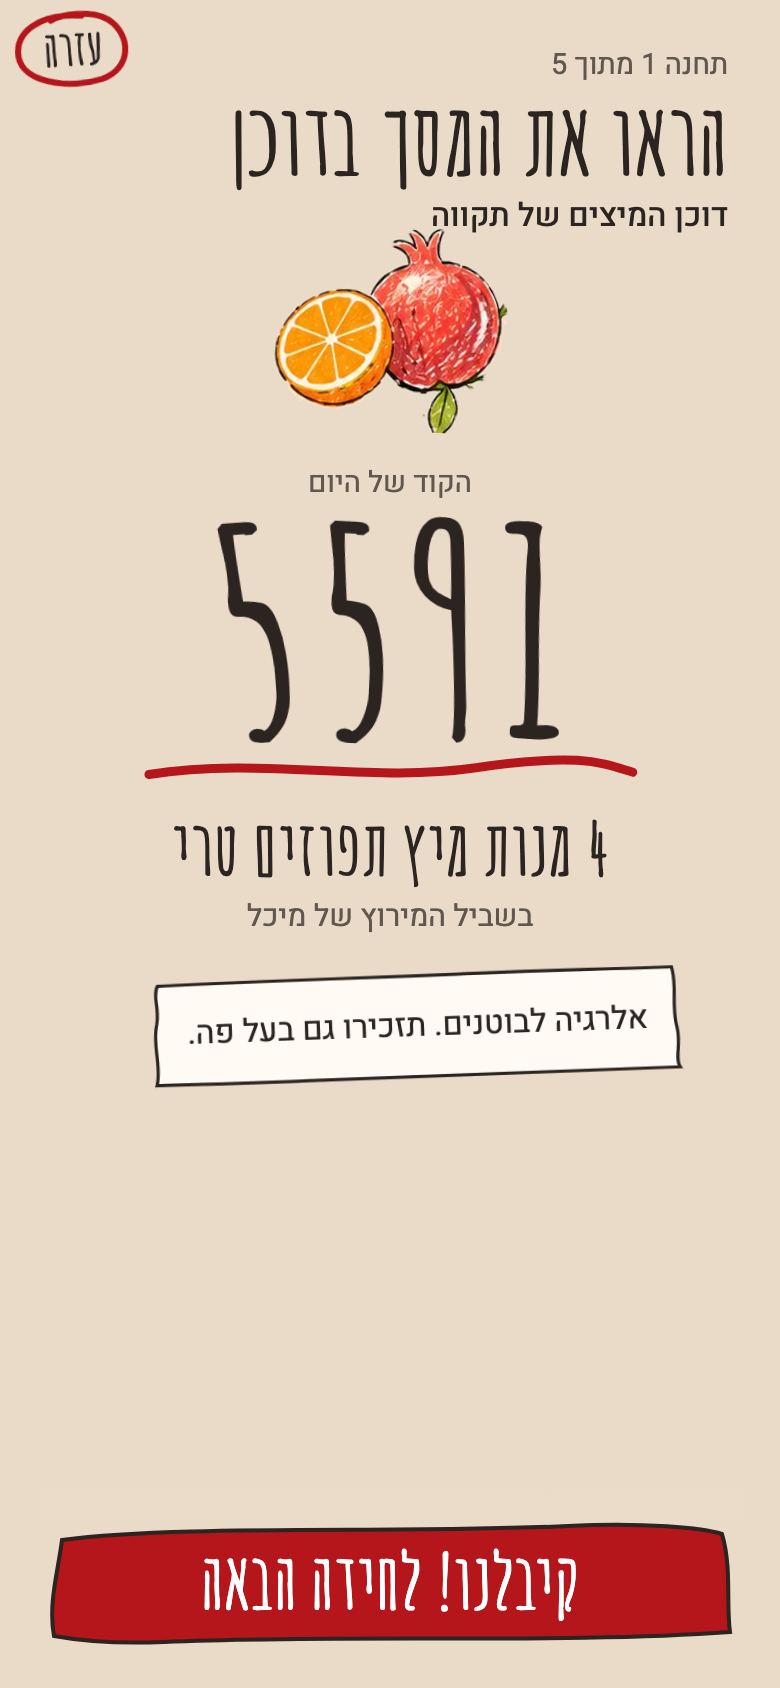 עזרה
תחנה 1 מתוך 5
הראו את המסך בדוכן
דוכן המיצים של תקווה
הקוד של היום
5591
4 מנות מיץ תפוזים טרי
בשביל המירוץ של מיכל
אלרגיה לבוטנים. תזכירו גם בעל פה.
קיבלנו! לחידה הבאה